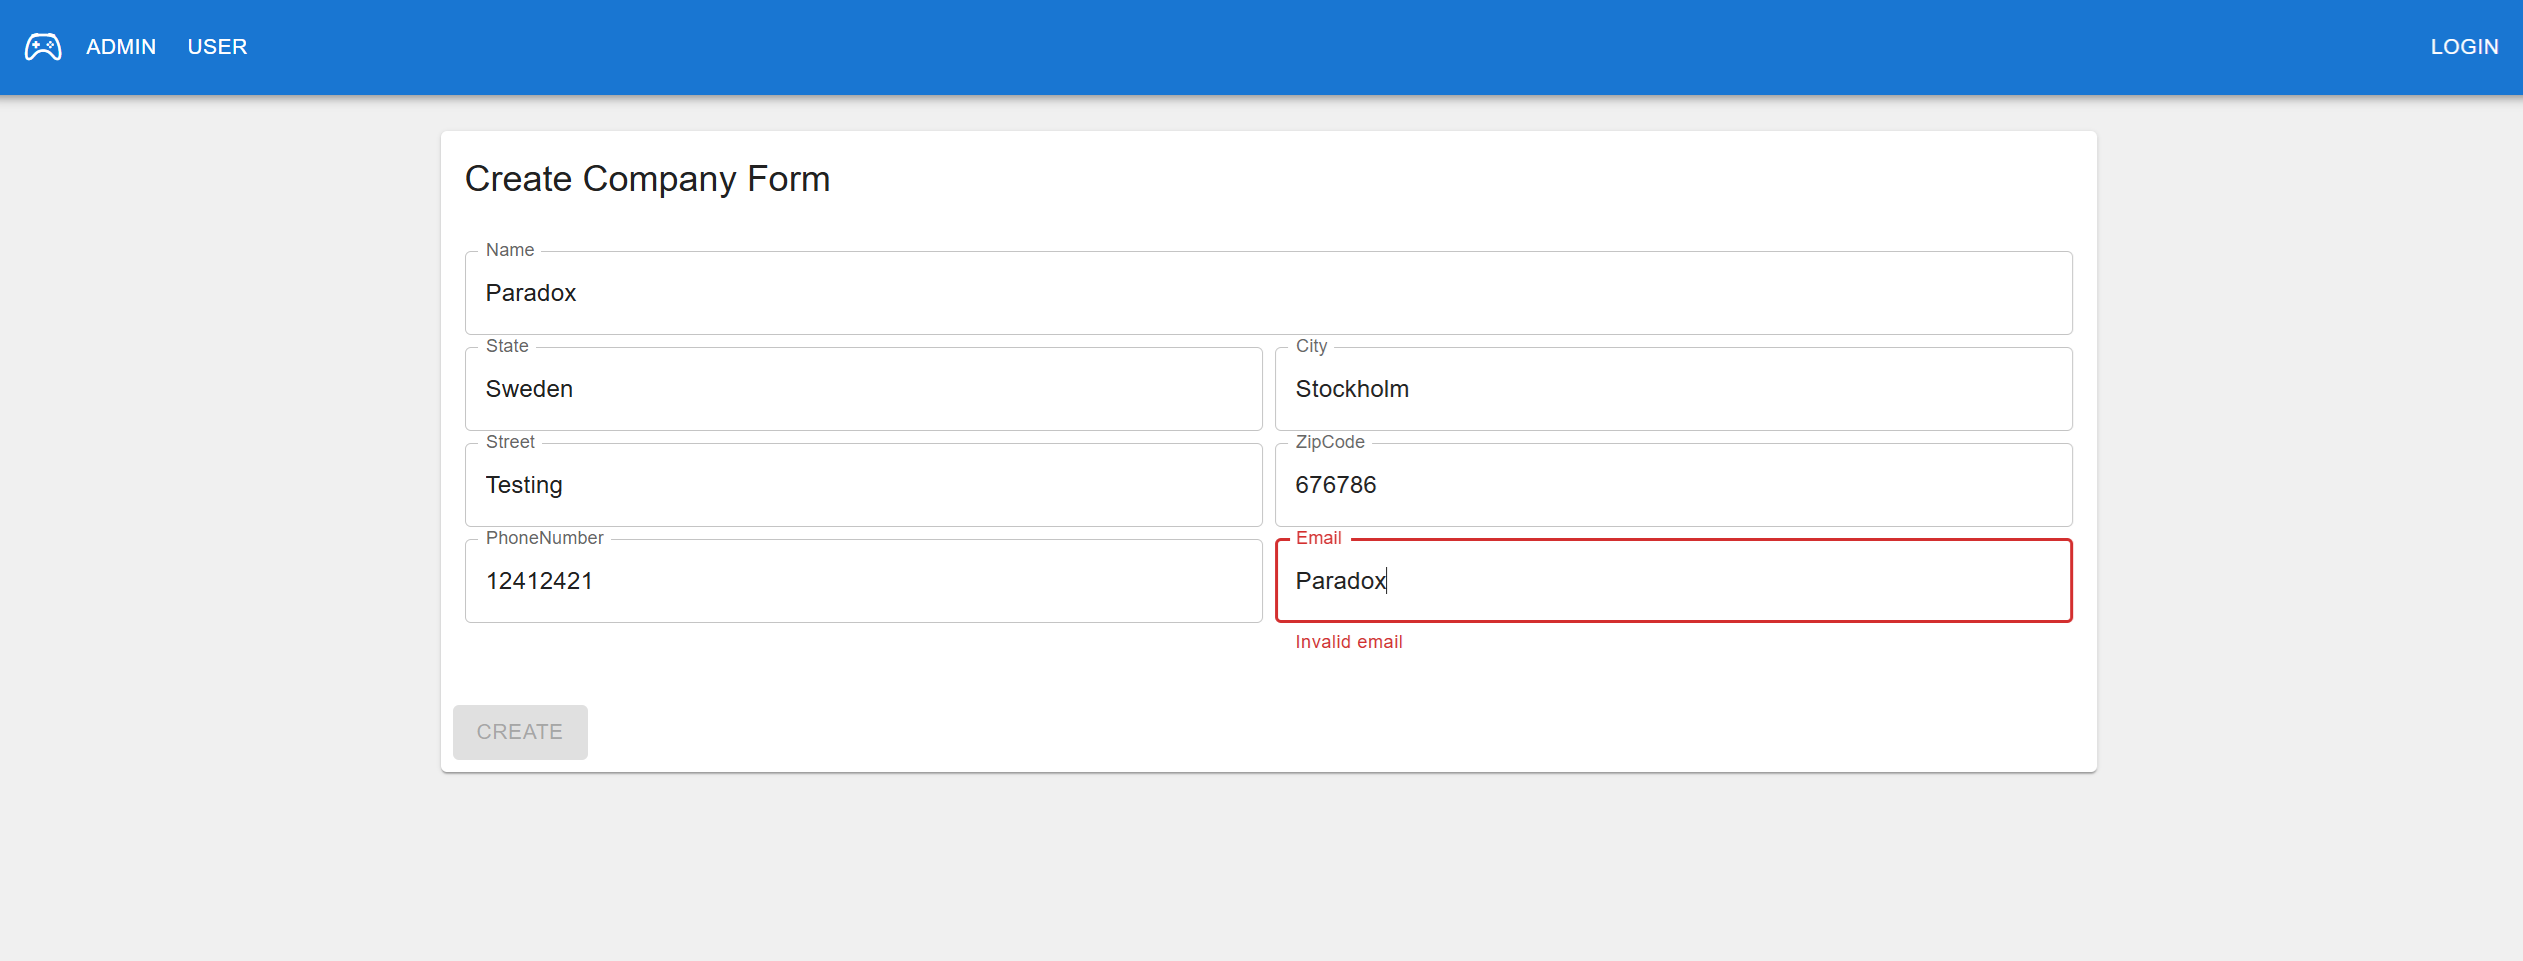 ADMIN USER LOGIN
Create Company Form
Name
Paradox
State City
Sweden Stockholm
Street ZipCode
Testing 676786
PhoneNumber Email
12412421 Paradox
Invalid email
CREATE